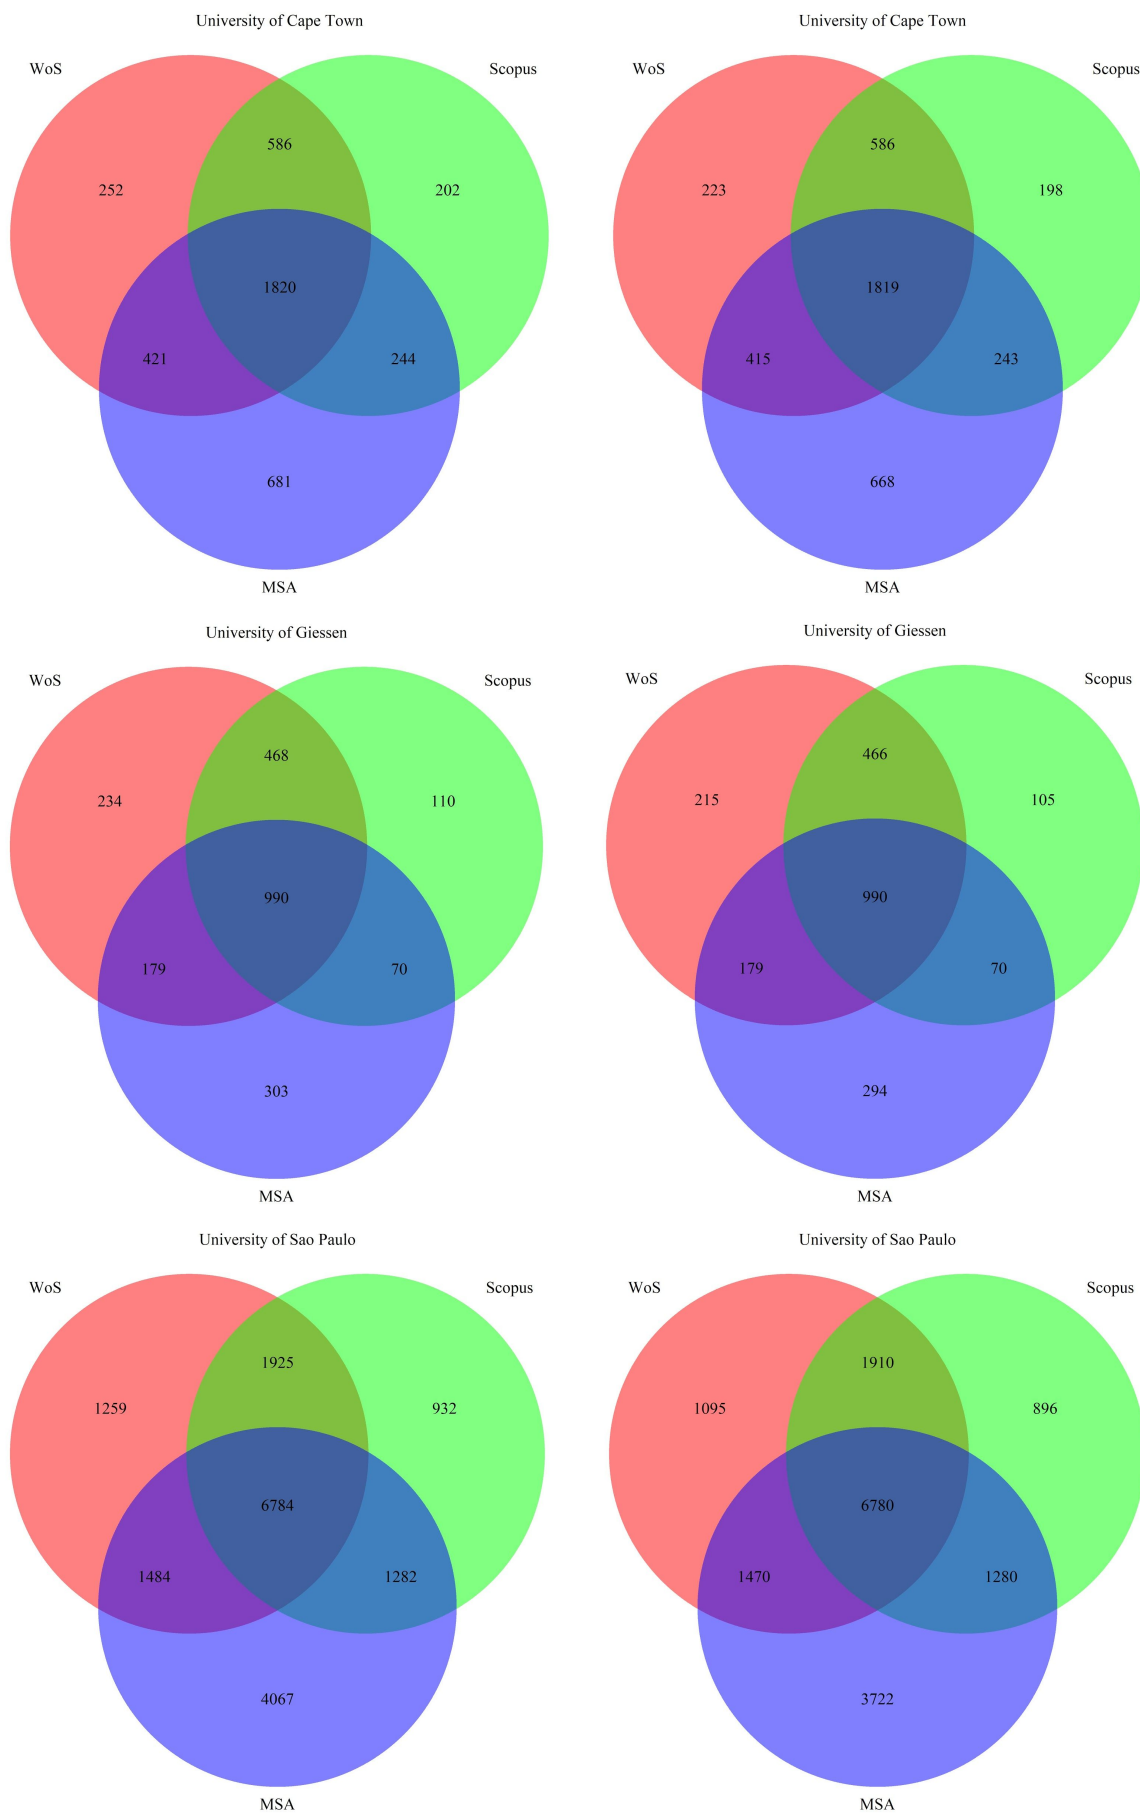 University of Cape Town
WoS
Scopus
586
252
202
1820
421
244
681
MSA
University of Cape Town
WoS
Scopus
586
223
198
1819
415
243
668
MSA
University of Giessen
WoS
Scopus
468
234
110
990
179
70
303
MSA
University of Giessen
WoS
Scopus
466
215
105
990
179
70
294
MSA
University of Sao Paulo
WoS
Scopus
1925
1259
932
6784
1484
1282
4067
MSA
University of Sao Paulo
WoS
Scopus
1910
1095
896
6780
1470
1280
3722
MSA